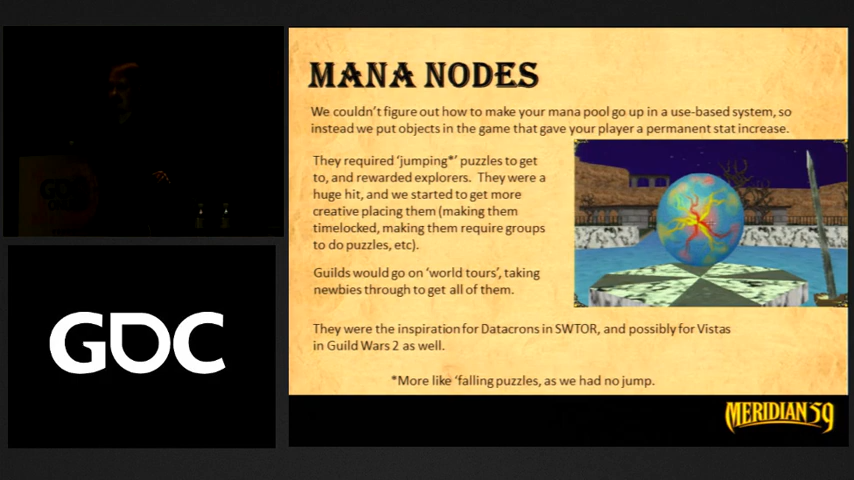 MANA NODES
We couldn't figure out how to make your mana pool go up in a use-based system, so
instead we put objects in the game that gave your player a permanent stat increase.
They required 'jumping*' puzzles to get
to, and rewarded explorers. They were a
huge hit, and we started to get more
creative placing them (making them
timelocked, making them require groups
to do puzzles, etc).
Guilds would go on 'world tours', taking
newbies through to get all of them.
They were the inspiration for Datacrons in SWTOR, and possibly for Vistas
in Guild Wars 2 as well.
*More like 'falling puzzles, as we had no jump.
MERIDIAN 59
GDC